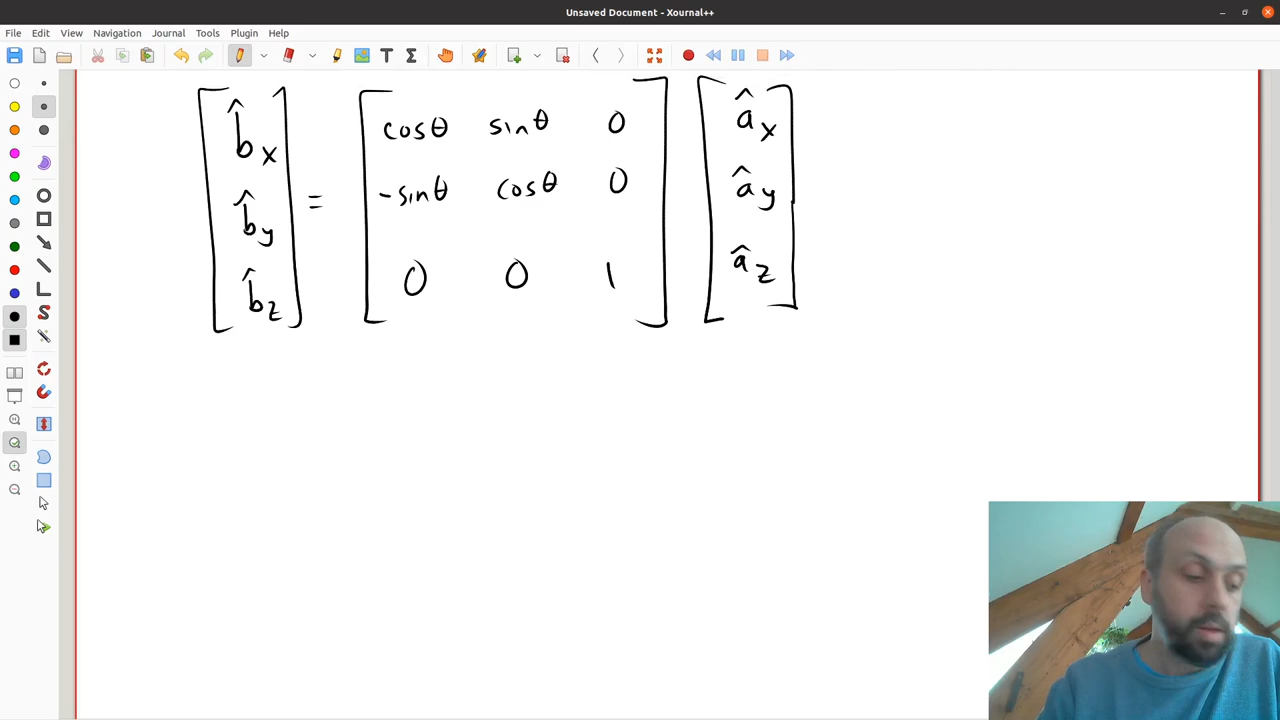 Unsaved Document - Xournal++
File Edit View Navigation Journal Tools Plugin Help
[b̂x] = [cosθ sinθ 0] [âx]
[b̂y] [-sinθ cosθ 0] [ây]
[b̂z] [0 0 1] [âz]